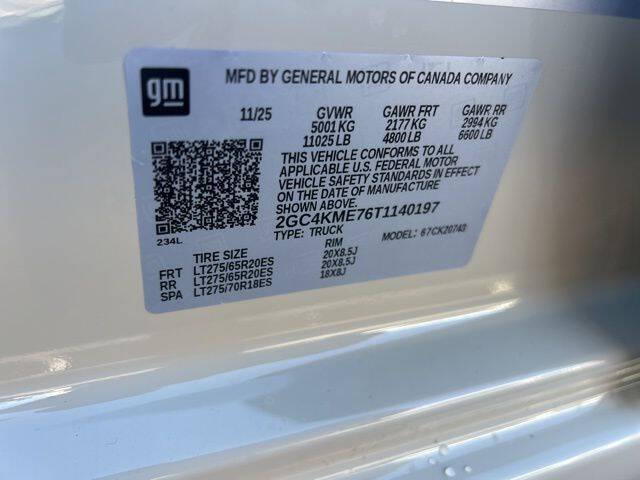 gm
MFD BY GENERAL MOTORS OF CANADA COMPANY
11/25 GVWR GAWR FRT GAWR RR
5001 KG 2177 KG 2994 KG
11025 LB 4800 LB 6600 LB
THIS VEHICLE CONFORMS TO ALL
APPLICABLE U.S. FEDERAL MOTOR
VEHICLE SAFETY STANDARDS IN EFFECT
ON THE DATE OF MANUFACTURE
SHOWN ABOVE.
2GC4KME76T1140197
234L
TYPE: TRUCK MODEL: 67CK20743
TIRE SIZE RIM
FRT LT275/65R20ES 20X8.5J
RR LT275/65R20ES 20X8.5J
SPA LT275/70R18ES 18X8J